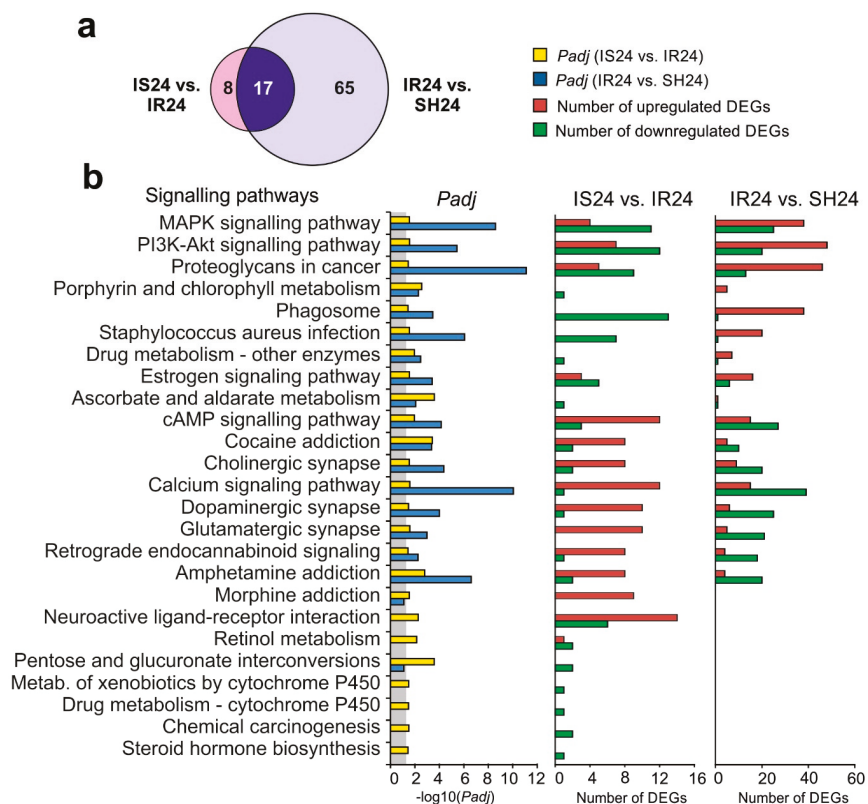 a
IS24 vs.
IR24
8
17
65
IR24 vs.
SH24
Padj (IS24 vs. IR24)
Padj (IR24 vs. SH24)
Number of upregulated DEGs
Number of downregulated DEGs
b
Signalling pathways
Padj
IS24 vs. IR24
IR24 vs. SH24
MAPK signalling pathway
PI3K-Akt signalling pathway
Proteoglycans in cancer
Porphyrin and chlorophyll metabolism
Phagosome
Staphylococcus aureus infection
Drug metabolism - other enzymes
Estrogen signaling pathway
Ascorbate and aldarate metabolism
cAMP signalling pathway
Cocaine addiction
Cholinergic synapse
Calcium signaling pathway
Dopaminergic synapse
Glutamatergic synapse
Retrograde endocannabinoid signaling
Amphetamine addiction
Morphine addiction
Neuroactive ligand-receptor interaction
Retinol metabolism
Pentose and glucuronate interconversions
Metab. of xenobiotics by cytochrome P450
Drug metabolism - cytochrome P450
Chemical carcinogenesis
Steroid hormone biosynthesis
0 2 4 6 8 10 12
-log10(Padj)
0 4 8 12 16
Number of DEGs
0 20 40 60
Number of DEGs